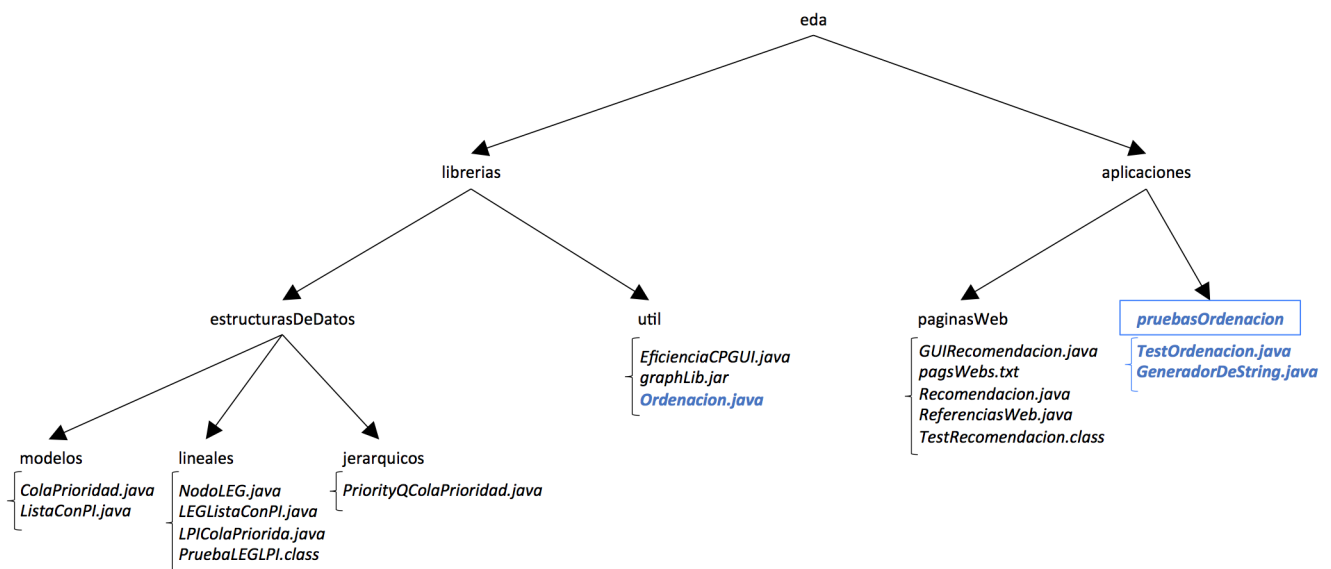 eda
librerias
aplicaciones
estructurasDeDatos
util
paginasWeb
pruebasOrdenacion
EficienciaCPGUI.java
graphLib.jar
Ordenacion.java
GUIRecomendacion.java
pagsWebs.txt
Recomendacion.java
ReferenciasWeb.java
TestRecomendacion.class
TestOrdenacion.java
GeneradorDeString.java
modelos
lineales
jerarquicos
ColaPrioridad.java
ListaConPI.java
NodoLEG.java
LEGListaConPI.java
LPIColaPriorida.java
PruebaLEGLPI.class
PriorityQColaPrioridad.java